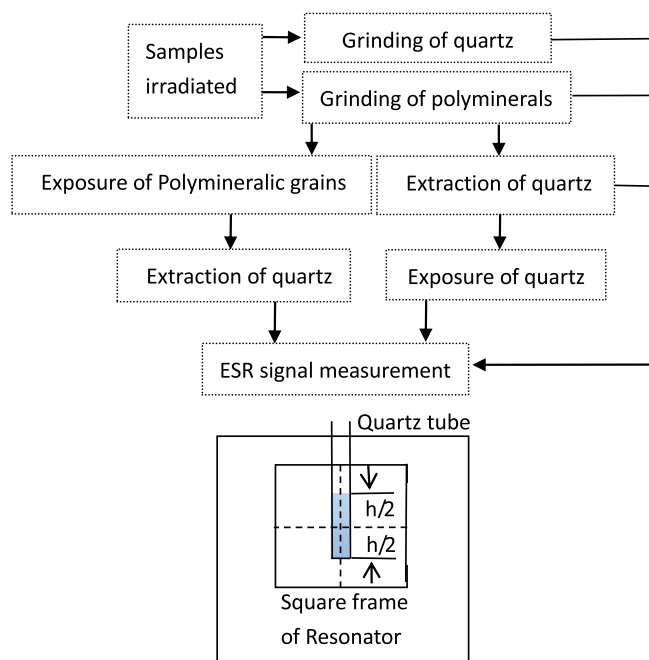 Samples
irradiated
Grinding of quartz
Grinding of polyminerals
Exposure of Polymineralic grains
Extraction of quartz
Extraction of quartz
Exposure of quartz
ESR signal measurement
Quartz tube
h/2
h/2
Square frame
of Resonator